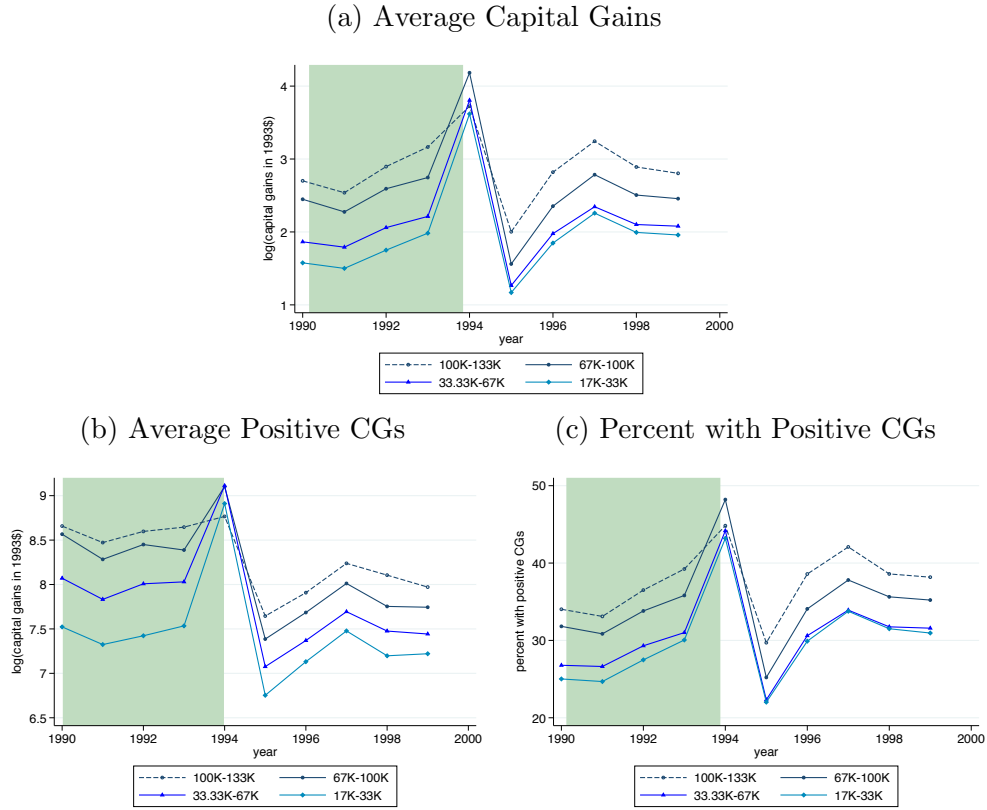 (a) Average Capital Gains
log(capital gains in 1993$)
4
3
2
1
1990 1992 1994 1996 1998 2000
year
100K-133K 67K-100K
33.33K-67K 17K-33K
(b) Average Positive CGs
log(capital gains in 1993$)
9
8.5
8
7.5
7
6.5
1990 1992 1994 1996 1998 2000
year
100K-133K 67K-100K
33.33K-67K 17K-33K
(c) Percent with Positive CGs
percent with positive CGs
50
40
30
20
1990 1992 1994 1996 1998 2000
year
100K-133K 67K-100K
33.33K-67K 17K-33K